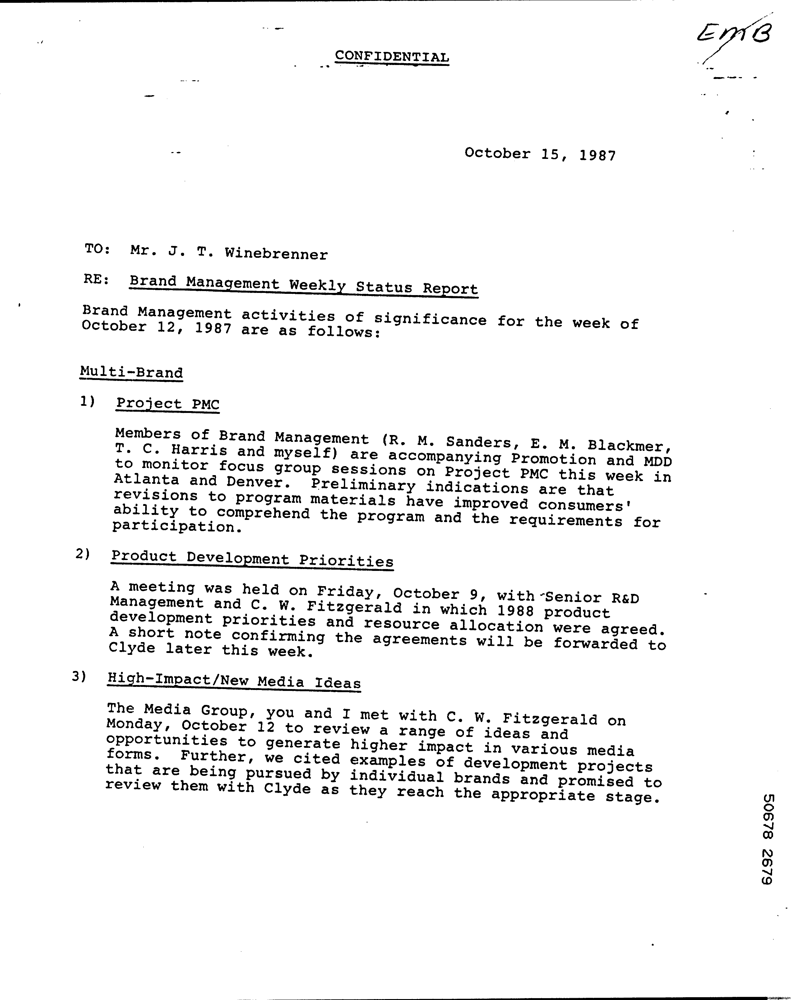 EMB
CONFIDENTIAL
October 15, 1987
TO: Mr. J. T. Winebrenner
RE: Brand Management Weekly Status Report
Brand Management activities of significance for the week of
October 12, 1987 are as follows:
Multi-Brand
1) Project PMC
Members of Brand Management (R. M. Sanders, E. M. Blackmer,
T. C. Harris and myself) are accompanying Promotion and MDD
to monitor focus group sessions on Project PMC this week in
Atlanta and Denver. Preliminary indications are that
revisions to program materials have improved consumers'
ability to comprehend the program and the requirements for
participation.
2) Product Development Priorities
A meeting was held on Friday, October 9, with Senior R&D
Management and C. W. Fitzgerald in which 1988 product
development priorities and resource allocation were agreed.
A short note confirming the agreements will be forwarded to
Clyde later this week.
3) High-Impact/New Media Ideas
The Media Group, you and I met with C. W. Fitzgerald on
Monday, October 12 to review a range of ideas and
opportunities to generate higher impact in various media
forms. Further, we cited examples of development projects
that are being pursued by individual brands and promised to
review them with Clyde as they reach the appropriate stage.
50678 2679